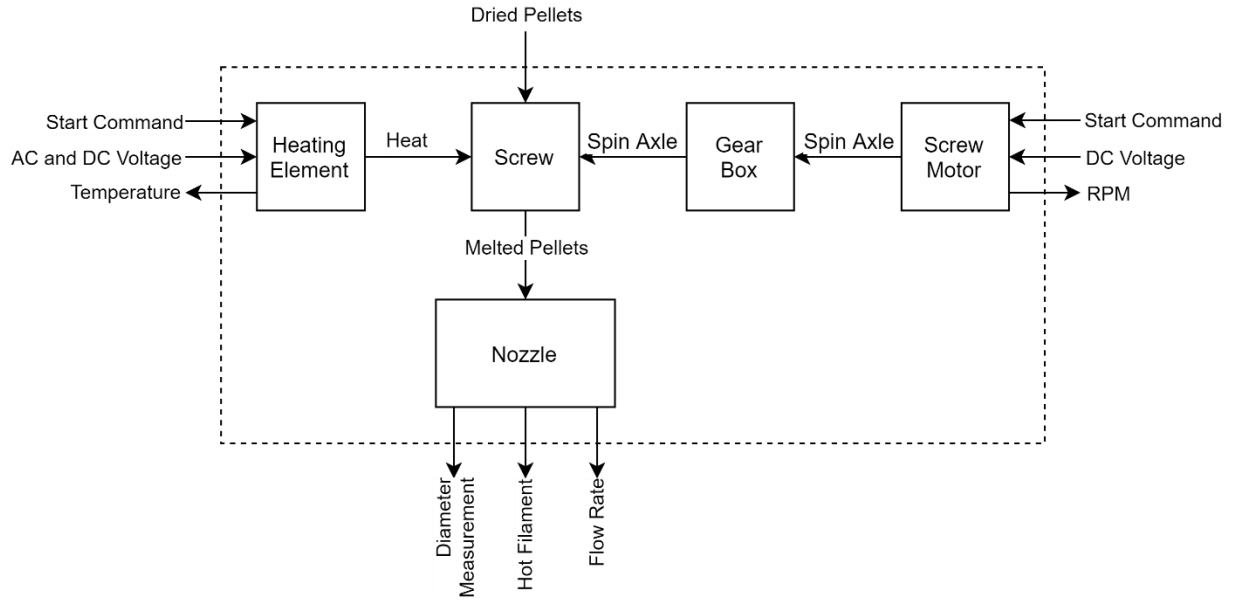 Dried Pellets
Start Command
AC and DC Voltage
Temperature
Heating
Element
Heat
Screw
Spin Axle
Gear
Box
Spin Axle
Screw
Motor
Start Command
DC Voltage
RPM
Melted Pellets
Nozzle
Diameter
Measurement
Hot Filament
Flow Rate